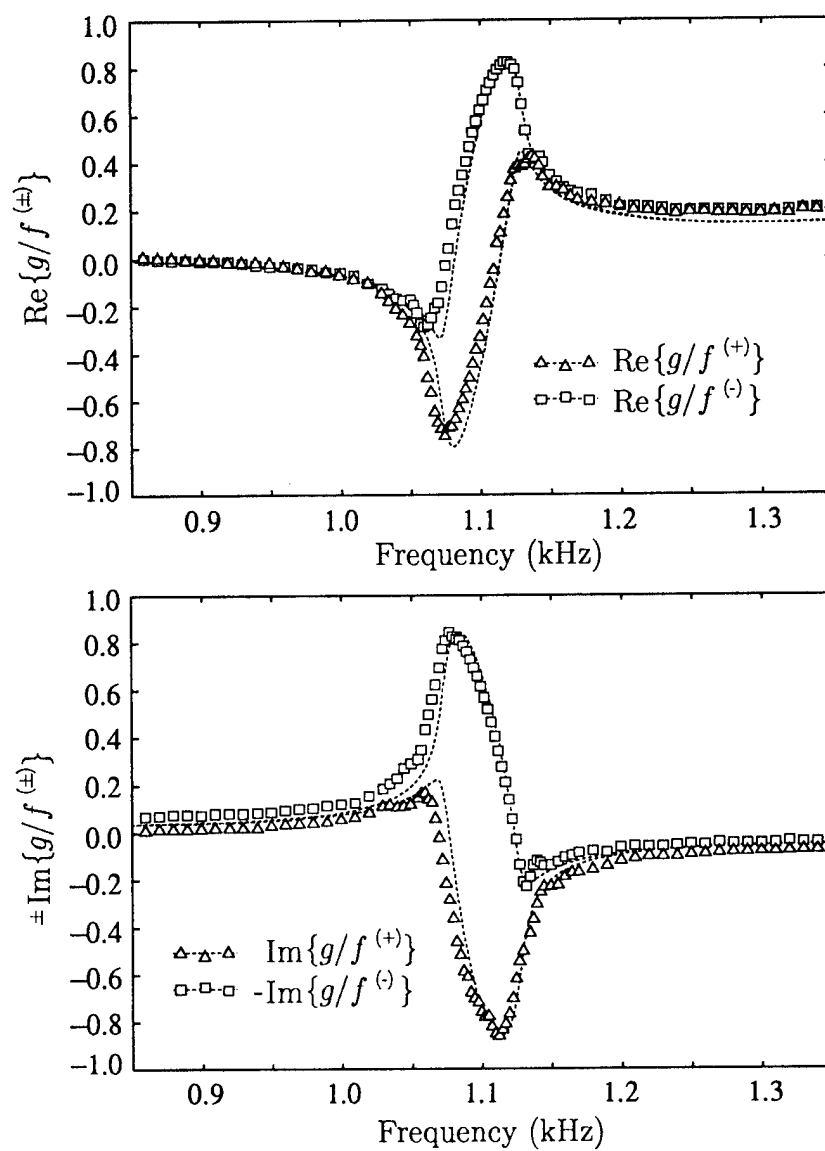 1.0
0.8
0.6
0.4
0.2
0.0
−0.2
−0.4
−0.6
−0.8
−1.0
Re{g/f (±)}
Re{g/f (+)}
Re{g/f (-)}
0.9 1.0 1.1 1.2 1.3
Frequency (kHz)
1.0
0.8
0.6
0.4
0.2
0.0
−0.2
−0.4
−0.6
−0.8
−1.0
±Im{g/f (±)}
Im{g/f (+)}
-Im{g/f (-)}
0.9 1.0 1.1 1.2 1.3
Frequency (kHz)